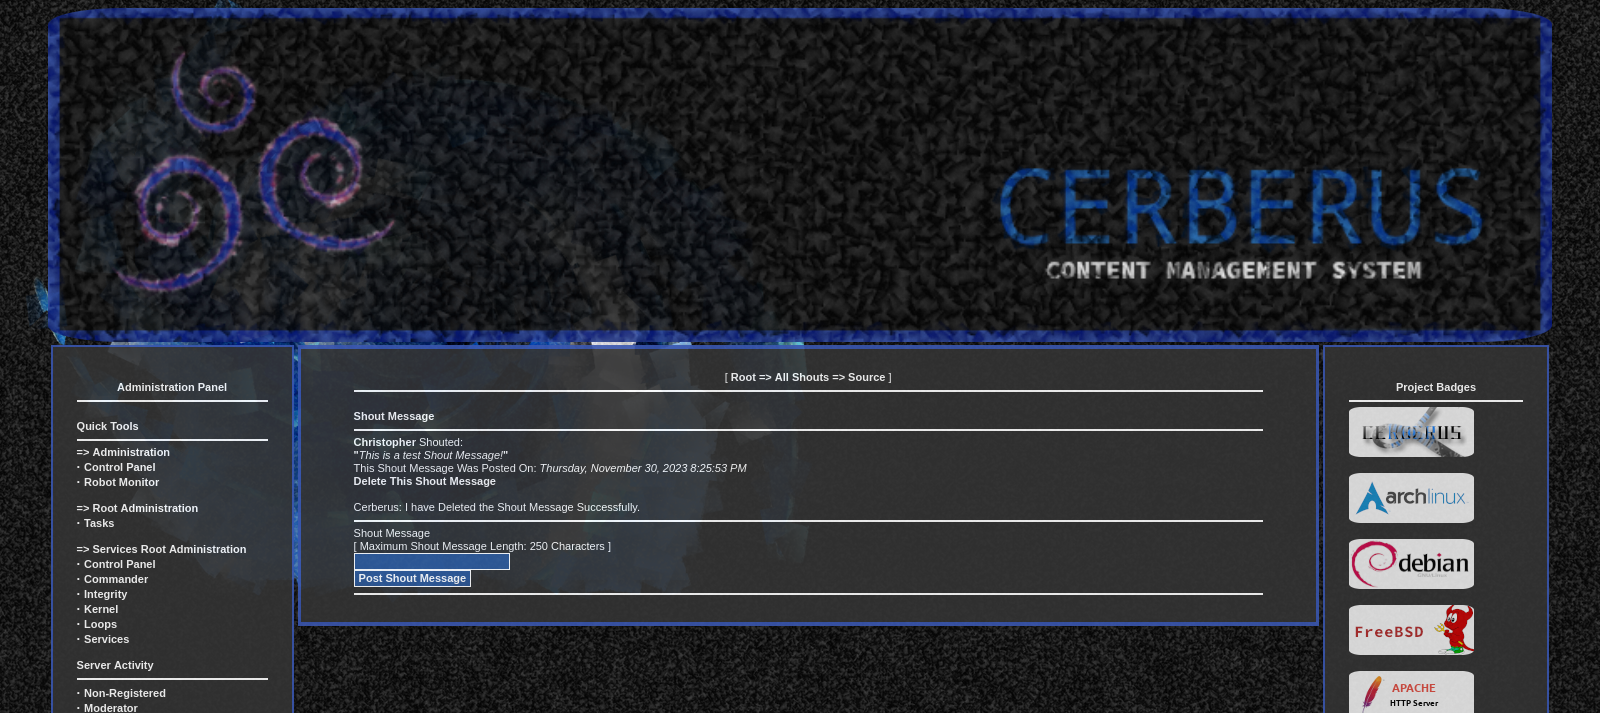 CERBERUS
CONTENT MANAGEMENT SYSTEM
Administration Panel
Quick Tools
=> Administration
· Control Panel
· Robot Monitor
=> Root Administration
· Tasks
=> Services Root Administration
· Control Panel
· Commander
· Integrity
· Kernel
· Loops
· Services
Server Activity
· Non-Registered
· Moderator
[ Root => All Shouts => Source ]
Shout Message
Christopher Shouted:
"This is a test Shout Message!"
This Shout Message Was Posted On: Thursday, November 30, 2023 8:25:53 PM
Delete This Shout Message
Cerberus: I have Deleted the Shout Message Successfully.
Shout Message
[ Maximum Shout Message Length: 250 Characters ]
Post Shout Message
Project Badges
CERBERUS
archlinux
debian
FreeBSD
APACHE
HTTP Server